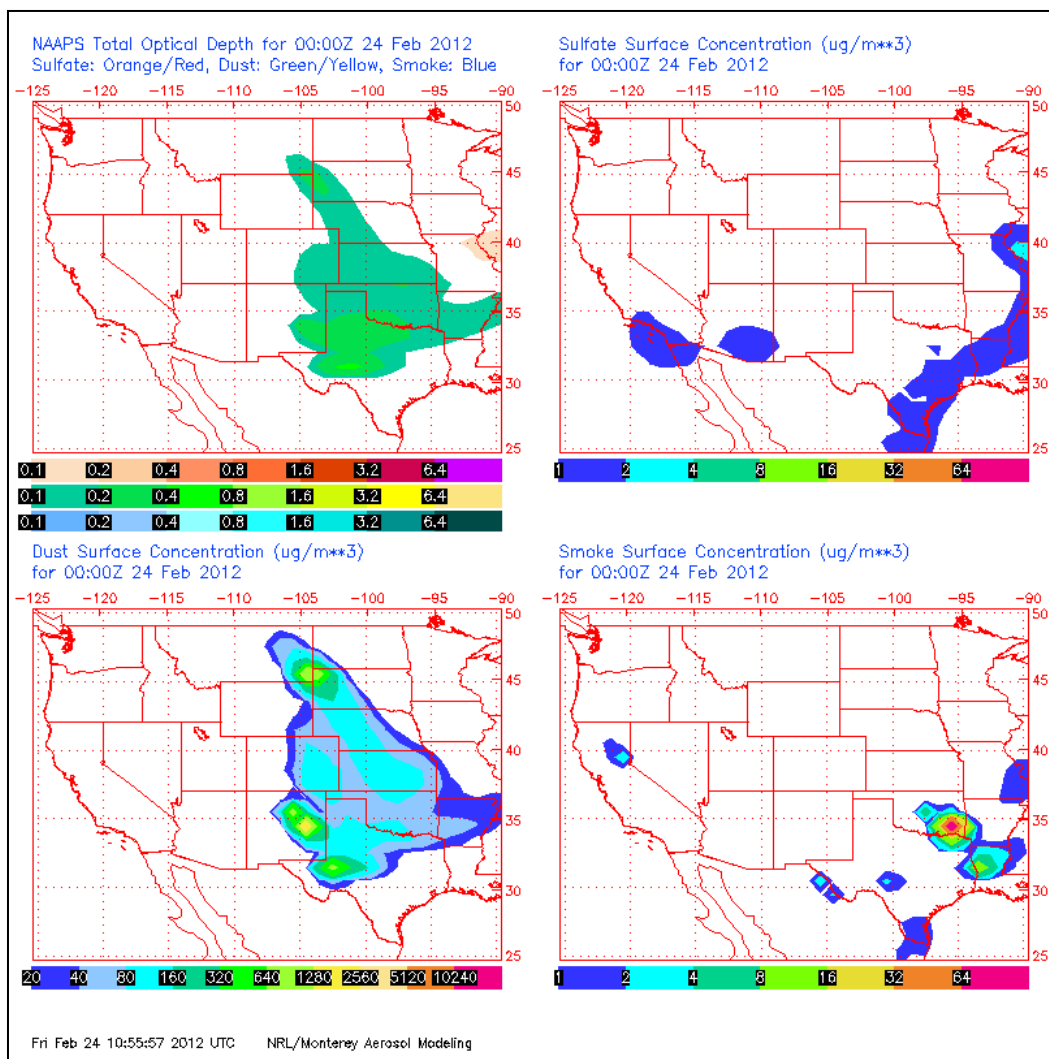 NAAPS Total Optical Depth for 00:00Z 24 Feb 2012
Sulfate: Orange/Red, Dust: Green/Yellow, Smoke: Blue
-125 -120 -115 -110 -105 -100 -95 -90
50
45
40
35
30
25
0.1 0.2 0.4 0.8 1.6 3.2 6.4
0.1 0.2 0.4 0.8 1.6 3.2 6.4
0.1 0.2 0.4 0.8 1.6 3.2 6.4
Sulfate Surface Concentration (ug/m**3)
for 00:00Z 24 Feb 2012
-125 -120 -115 -110 -105 -100 -95 -90
50
45
40
35
30
25
1 2 4 8 16 32 64
Dust Surface Concentration (ug/m**3)
for 00:00Z 24 Feb 2012
-125 -120 -115 -110 -105 -100 -95 -90
50
45
40
35
30
25
20 40 80 160 320 640 1280 2560 5120 10240
Smoke Surface Concentration (ug/m**3)
for 00:00Z 24 Feb 2012
-125 -120 -115 -110 -105 -100 -95 -90
50
45
40
35
30
25
1 2 4 8 16 32 64
Fri Feb 24 10:55:57 2012 UTC NRL/Monterey Aerosol Modeling